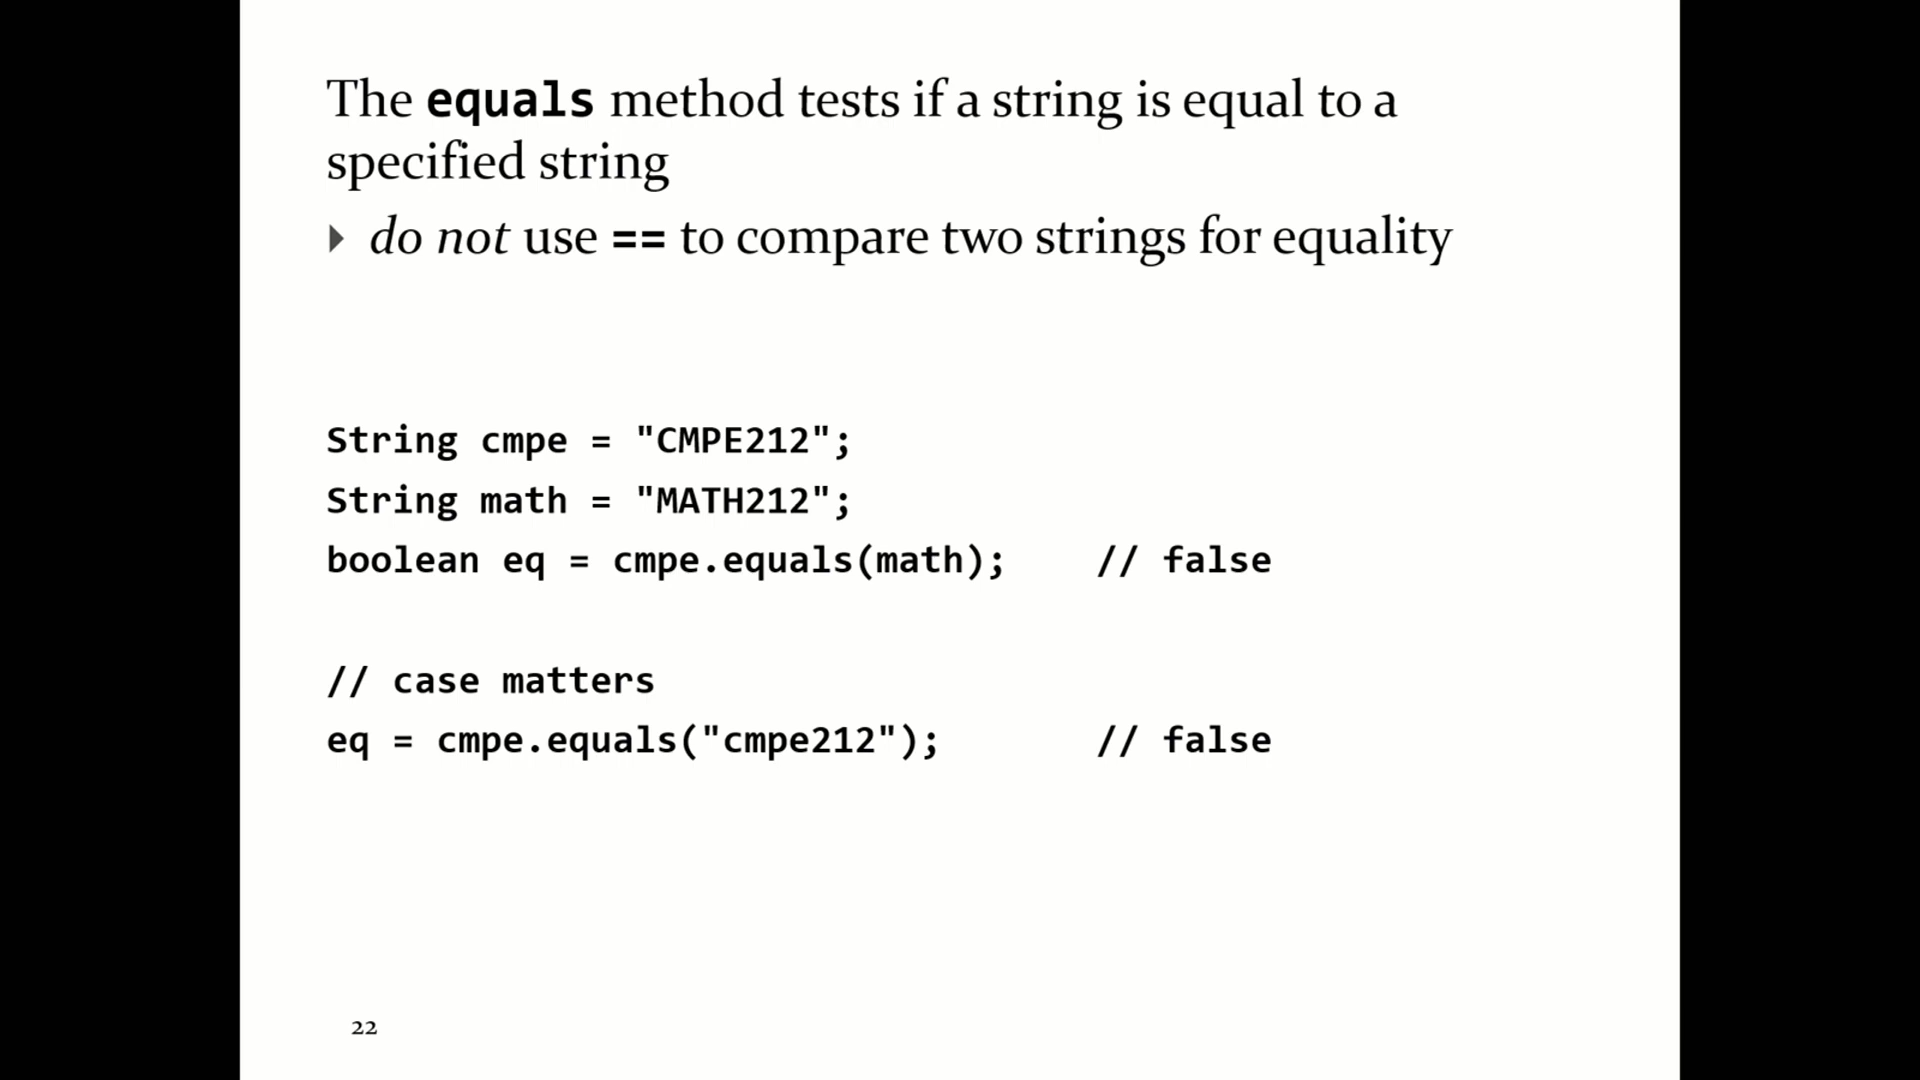 The equals method tests if a string is equal to a
specified string
do not use == to compare two strings for equality
String cmpe = "CMPE212";
String math = "MATH212";
boolean eq = cmpe.equals(math);    // false
// case matters
eq = cmpe.equals("cmpe212");       // false
22